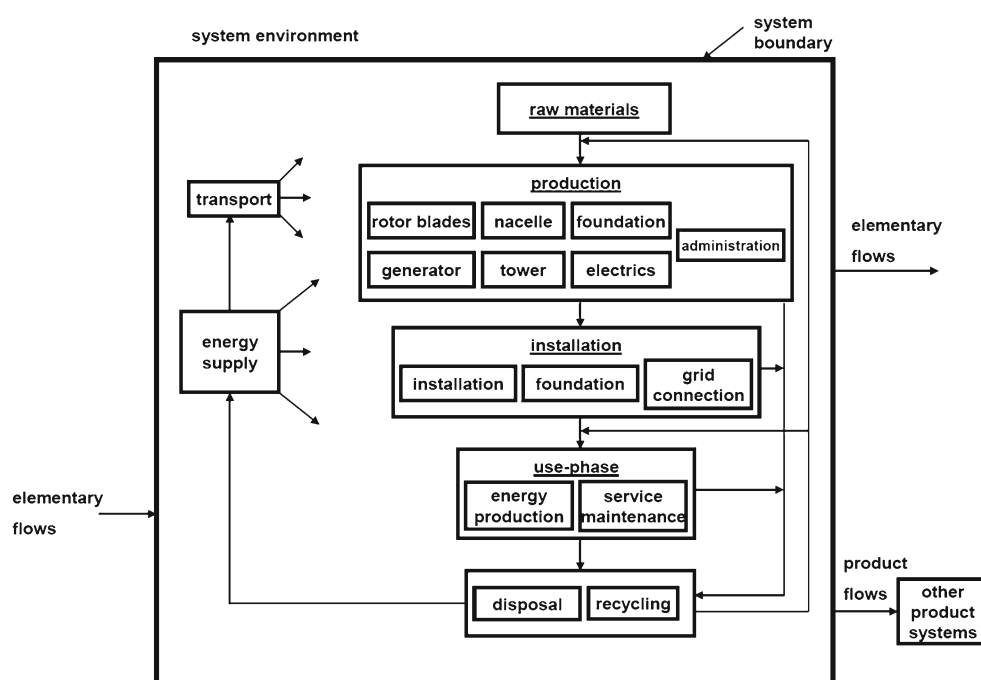 system environment
system
boundary
raw materials
production
rotor blades
nacelle
foundation
administration
generator
tower
electrics
transport
energy
supply
installation
installation
foundation
grid
connection
use-phase
energy
production
service
maintenance
disposal
recycling
elementary
flows
elementary
flows
product
flows
other
product
systems